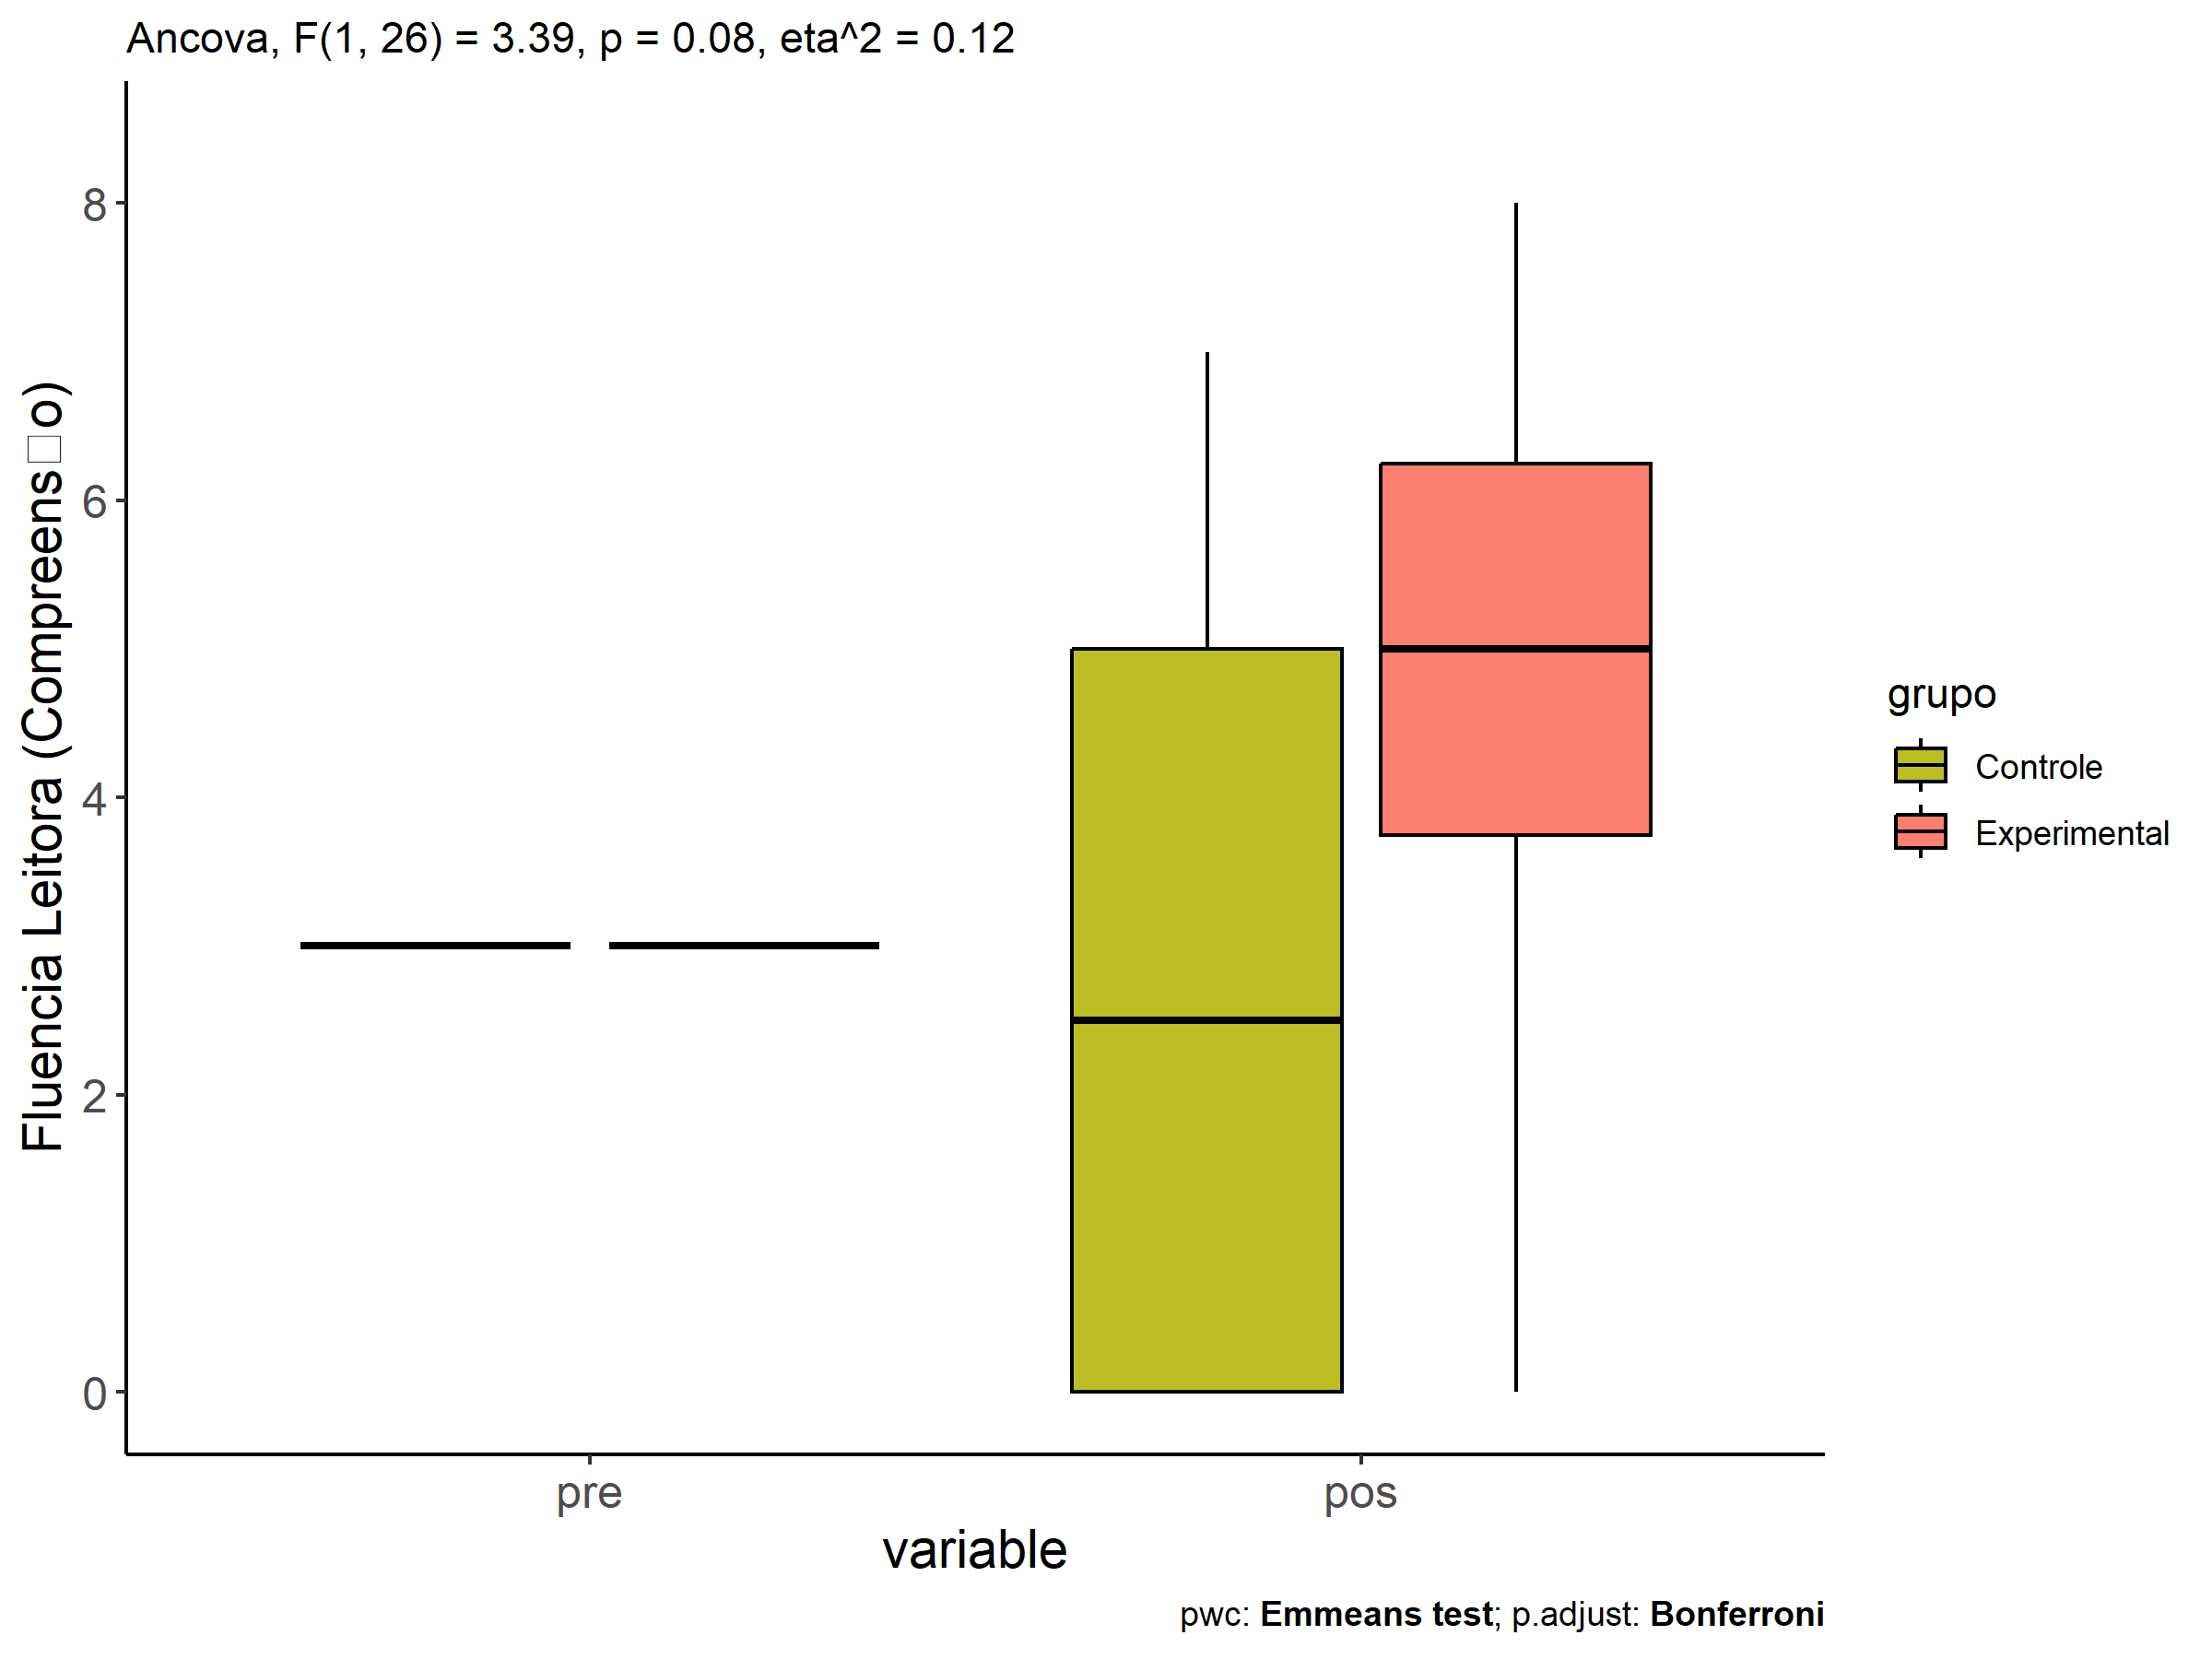 Ancova, F(1, 26) = 3.39, p = 0.08, eta^2 = 0.12
Fluencia Leitora (Compreens□o)
8
6
4
2
0
pre
pos
variable
grupo
Controle
Experimental
pwc: Emmeans test; p.adjust: Bonferroni